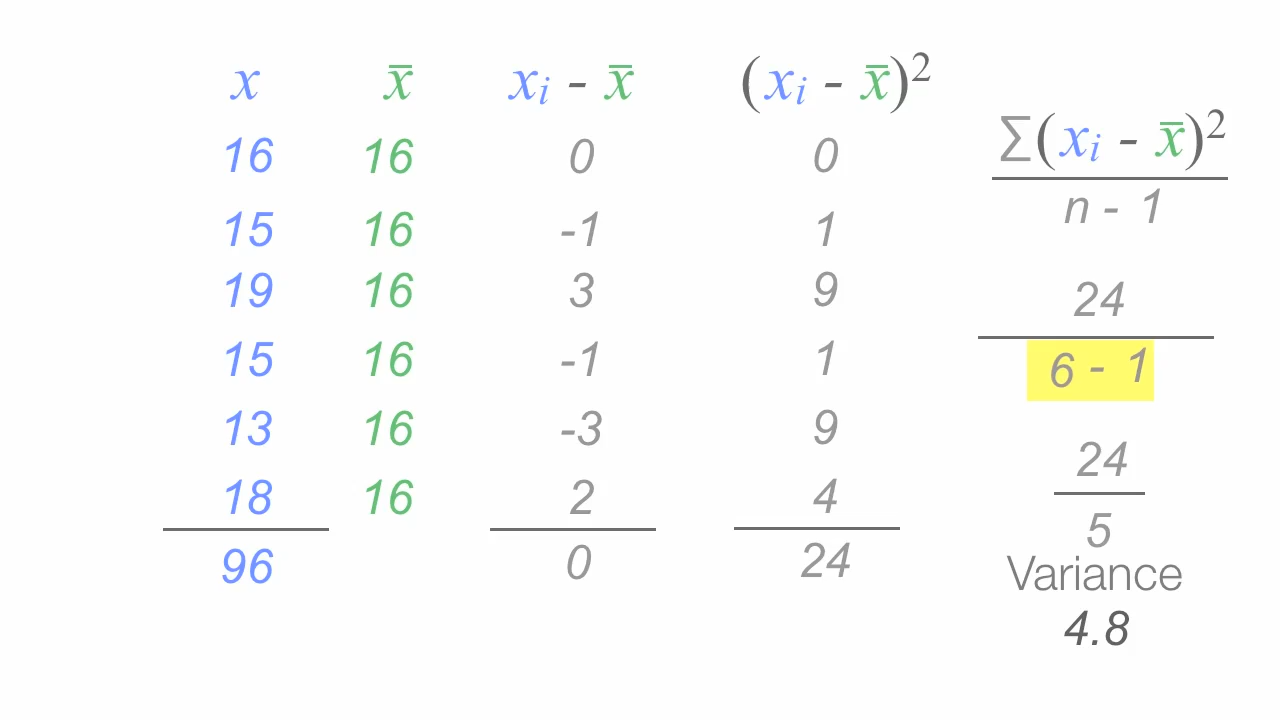 x x̄ xᵢ - x̄ (xᵢ - x̄)²
16 16 0 0
15 16 -1 1
19 16 3 9
15 16 -1 1
13 16 -3 9
18 16 2 4
96 0 24
∑(xᵢ - x̄)²
n - 1
24
6 - 1
24
5
Variance
4.8